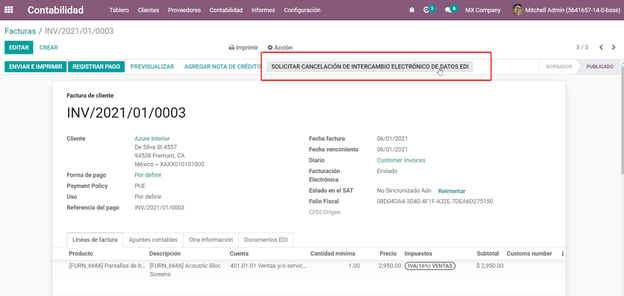 Contabilidad Tablero Clientes Proveedores Contabilidad Informes Configuración 1 6 MX Company Mitchell Admin (5641657-14-0-base)
Facturas / INV/2021/01/0003
EDITAR CREAR Imprimir Acción 3 / 3
ENVIAR E IMPRIMIR REGISTRAR PAGO PREVISUALIZAR AGREGAR NOTA DE CRÉDITO SOLICITAR CANCELACIÓN DE INTERCAMBIO ELECTRÓNICO DE DATOS EDI BORRADOR PUBLICADO
Factura de cliente
INV/2021/01/0003
Cliente Azure Interior
De Silva St 4557
94538 Fremont, CA
México – XAXX010101000
Forma de pago Por definir
Payment Policy PUE
Uso Por definir
Referencia del pago INV/2021/01/0003
Fecha factura 06/01/2021
Fecha vencimiento 06/01/2021
Diario Customer Invoices
Facturación Electrónica Enviado
Estado en el SAT No Sincronizado Aún Reintentar
Folio Fiscal 08D04DA4-3D40-4F1F-A32E-7DEA6D275150
CFDI Origen
Líneas de factura Apuntes contables Otra Información Documentos EDI
Producto Descripción Cuenta Cantidad mínima Precio Impuestos Subtotal Customs number
[FURN_6666] Pantallas de b... [FURN_6666] Acoustic Bloc Screens 401.01.01 Ventas y/o servic... 1.00 2,950.00 IVA(16%) VENTAS $ 2,950.00